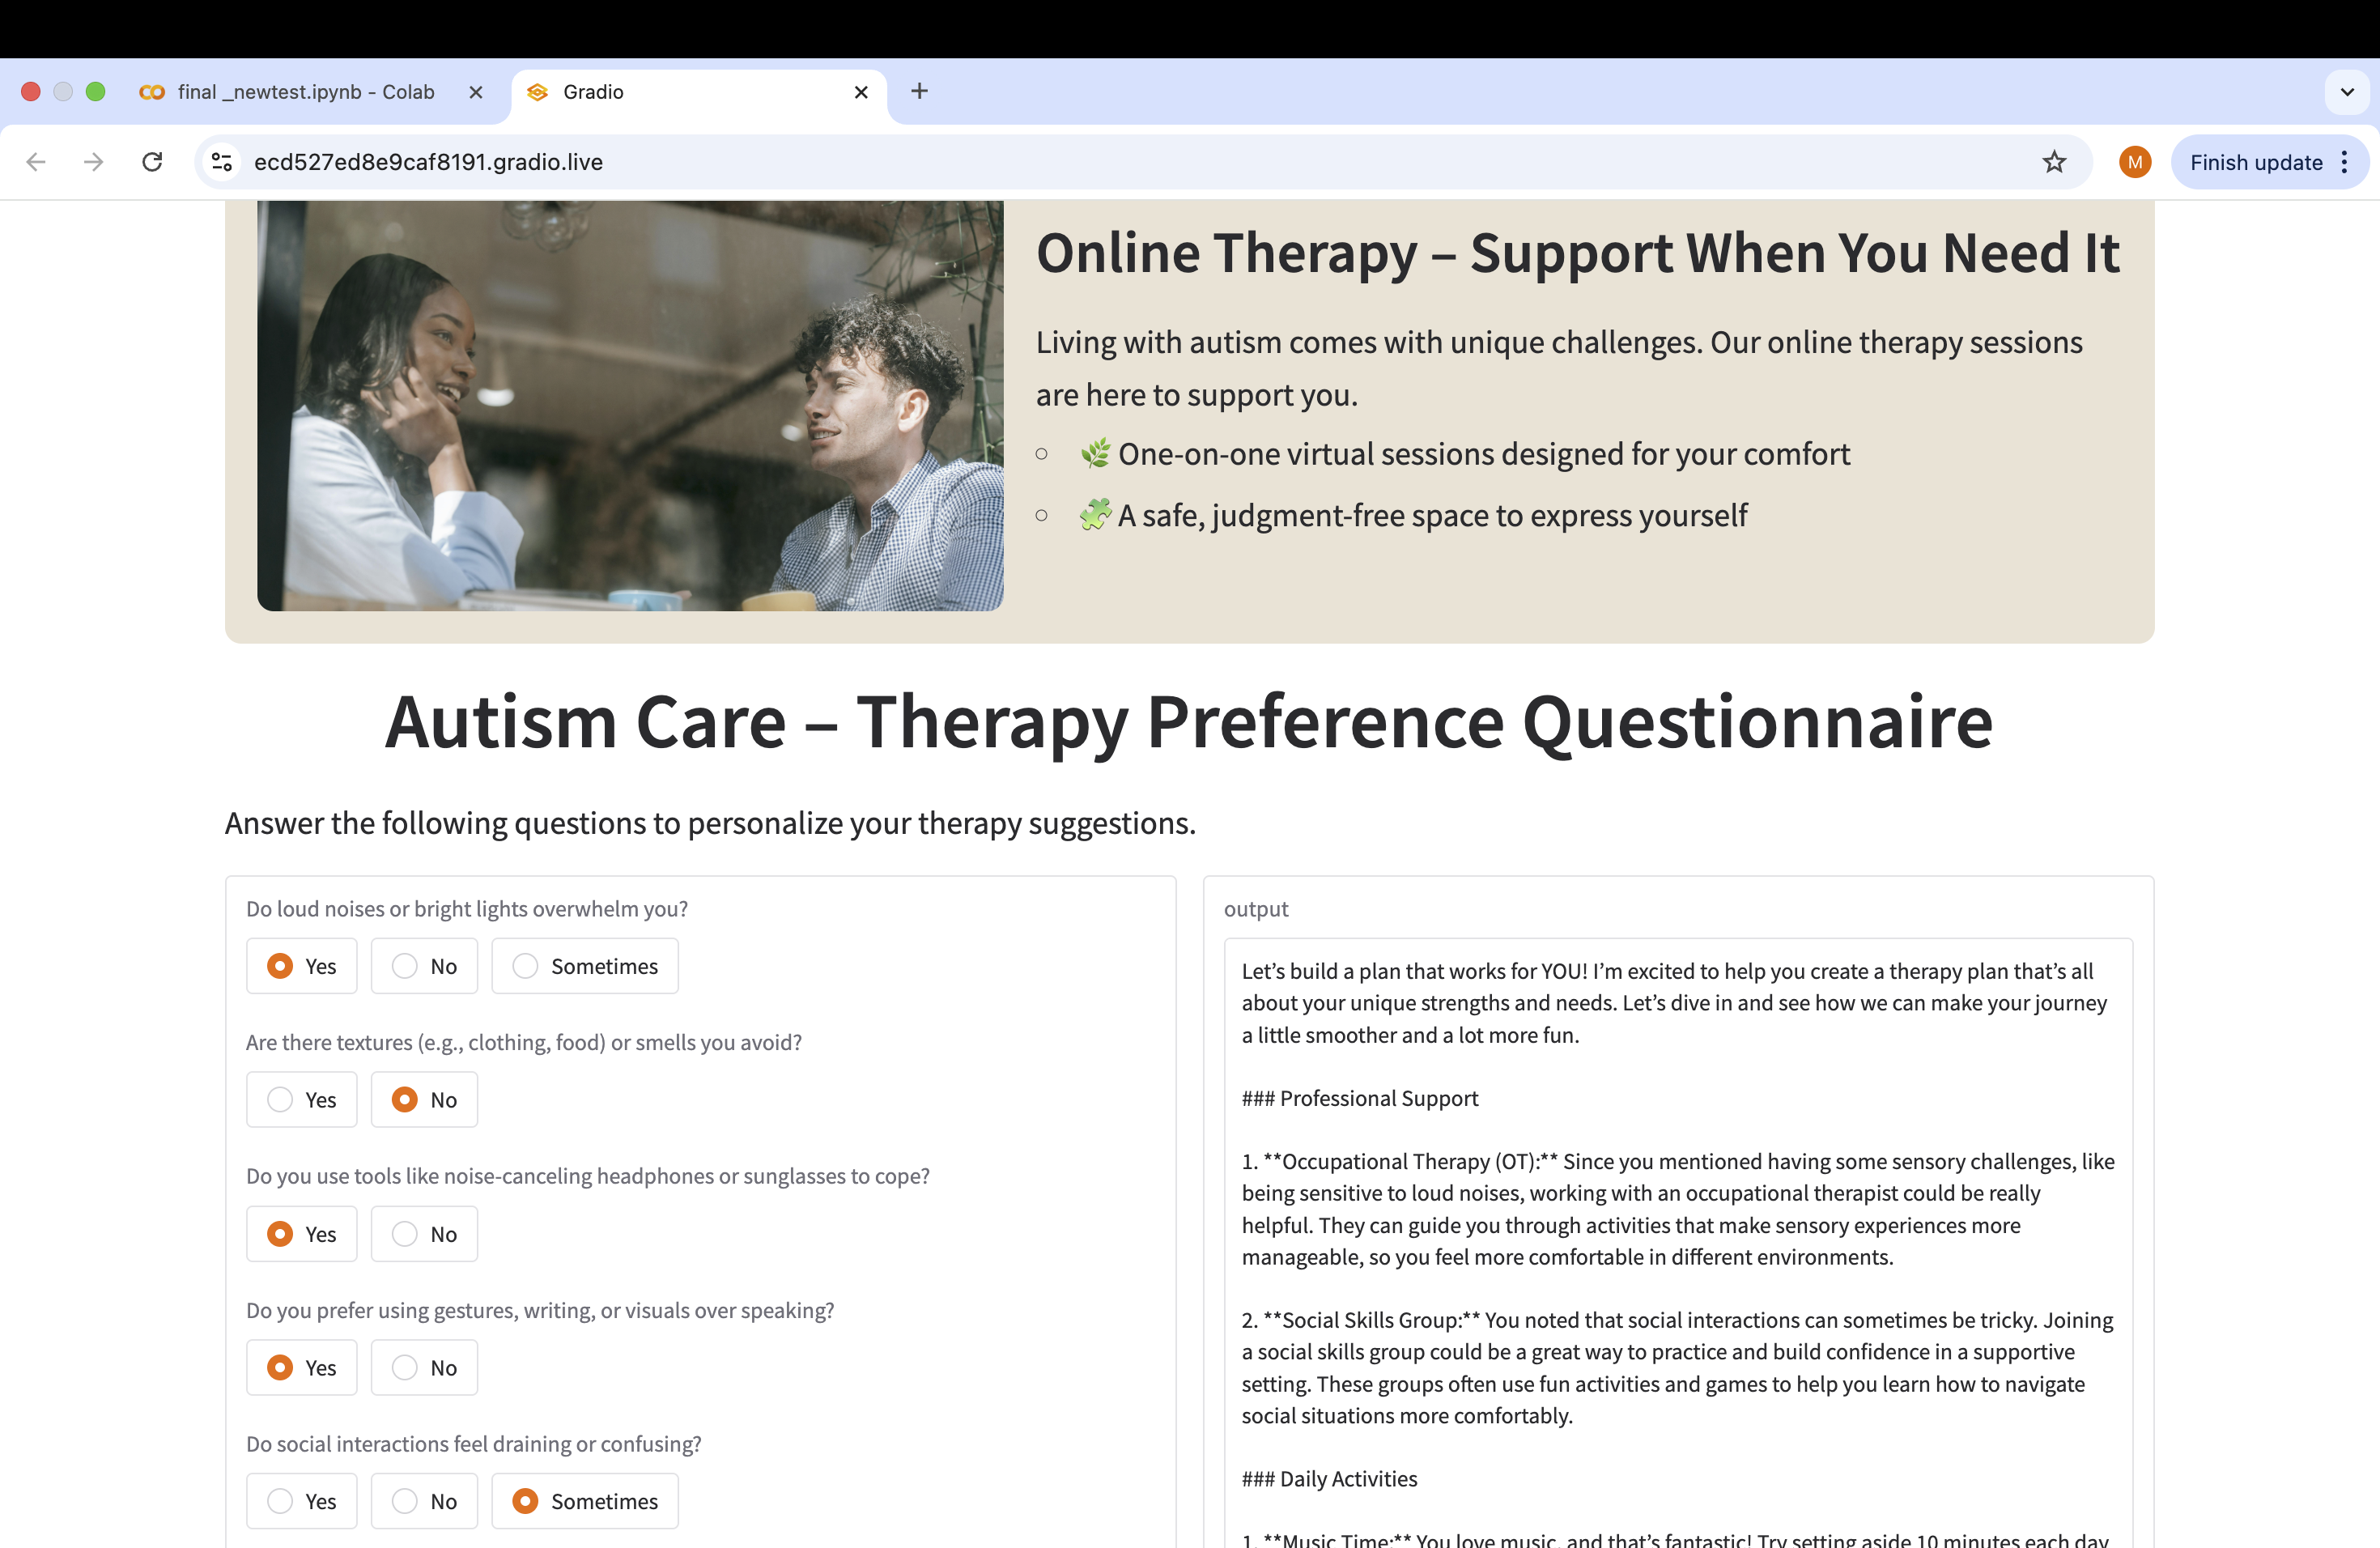 final _newtest.ipynb - Colab
Gradio
ecd527ed8e9caf8191.gradio.live
M
Finish update
Online Therapy – Support When You Need It
Living with autism comes with unique challenges. Our online therapy sessions
are here to support you.
🌿 One-on-one virtual sessions designed for your comfort
🧩 A safe, judgment-free space to express yourself
Autism Care – Therapy Preference Questionnaire
Answer the following questions to personalize your therapy suggestions.
Do loud noises or bright lights overwhelm you?
Yes No Sometimes
Are there textures (e.g., clothing, food) or smells you avoid?
Yes No
Do you use tools like noise-canceling headphones or sunglasses to cope?
Yes No
Do you prefer using gestures, writing, or visuals over speaking?
Yes No
Do social interactions feel draining or confusing?
Yes No Sometimes
output
Let’s build a plan that works for YOU! I’m excited to help you create a therapy plan that’s all
about your unique strengths and needs. Let’s dive in and see how we can make your journey
a little smoother and a lot more fun.
### Professional Support
1. **Occupational Therapy (OT):** Since you mentioned having some sensory challenges, like
being sensitive to loud noises, working with an occupational therapist could be really
helpful. They can guide you through activities that make sensory experiences more
manageable, so you feel more comfortable in different environments.
2. **Social Skills Group:** You noted that social interactions can sometimes be tricky. Joining
a social skills group could be a great way to practice and build confidence in a supportive
setting. These groups often use fun activities and games to help you learn how to navigate
social situations more comfortably.
### Daily Activities
1. **Music Time:** You love music, and that’s fantastic! Try setting aside 10 minutes each day